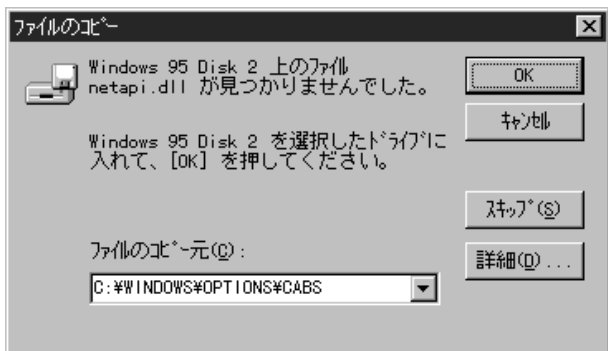 ﾌｧｲﾙのｺﾋﾟｰ
Windows 95 Disk 2 上のﾌｧｲﾙ
netapi.dll が見つかりませんでした。
Windows 95 Disk 2 を選択したﾄﾞﾗｲﾌﾞに
入れて、[OK] を押してください。
ﾌｧｲﾙのｺﾋﾟｰ元(C):
C:¥WINDOWS¥OPTIONS¥CABS
OK
ｷｬﾝｾﾙ
ｽｷｯﾌﾟ(S)
詳細(D)...